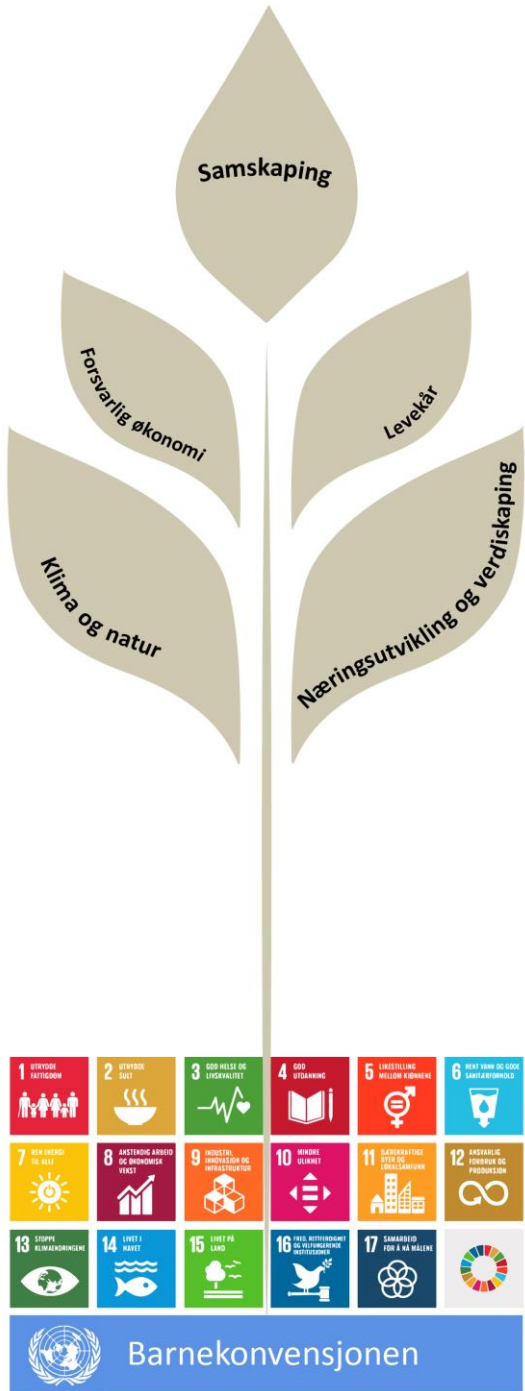 Samskaping
Forsvarlig økonomi
Levekår
Klima og natur
Næringsutvikling og verdiskaping
1 UTRYDDE
FATTIGDOM
2 UTRYDDE
SULT
3 GOD HELSE OG
LIVSKVALITET
4 GOD
UTDANNING
5 LIKESTILLING
MELLOM KJØNNENE
6 RENT VANN OG GODE
SANITÆRFORHOLD
7 REN ENERGI
TIL ALLE
8 ANSTENDIG ARBEID
OG ØKONOMISK
VEKST
9 INDUSTRI,
INNOVASJON OG
INFRASTRUKTUR
10 MINDRE
ULIKHET
11 BÆREKRAFTIGE
BYER OG
LOKALSAMFUNN
12 ANSVARLIG
FORBRUK OG
PRODUKSJON
13 STOPPE
KLIMAENDRINGENE
14 LIVET I
HAVET
15 LIVET PÅ
LAND
16 FRED, RETTFERDIGHET
OG VELFUNGERENDE
INSTITUSJONER
17 SAMARBEID
FOR Å NÅ MÅLENE
Barnekonvensjonen